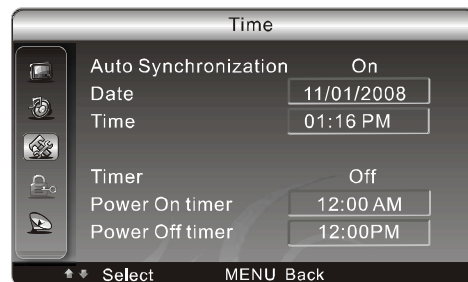 Time
Auto Synchronization On
Date 11/01/2008
Time 01:16 PM
Timer Off
Power On timer 12:00 AM
Power Off timer 12:00PM
Select MENU Back